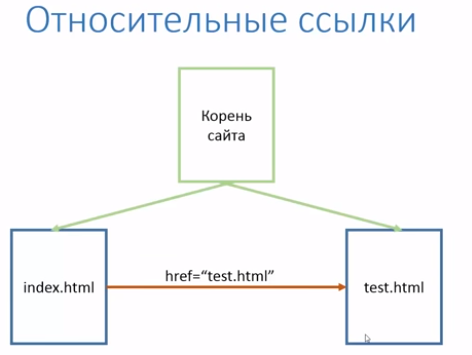 Относительные ссылки
Корень
сайта
href=“test.html”
index.html
test.html